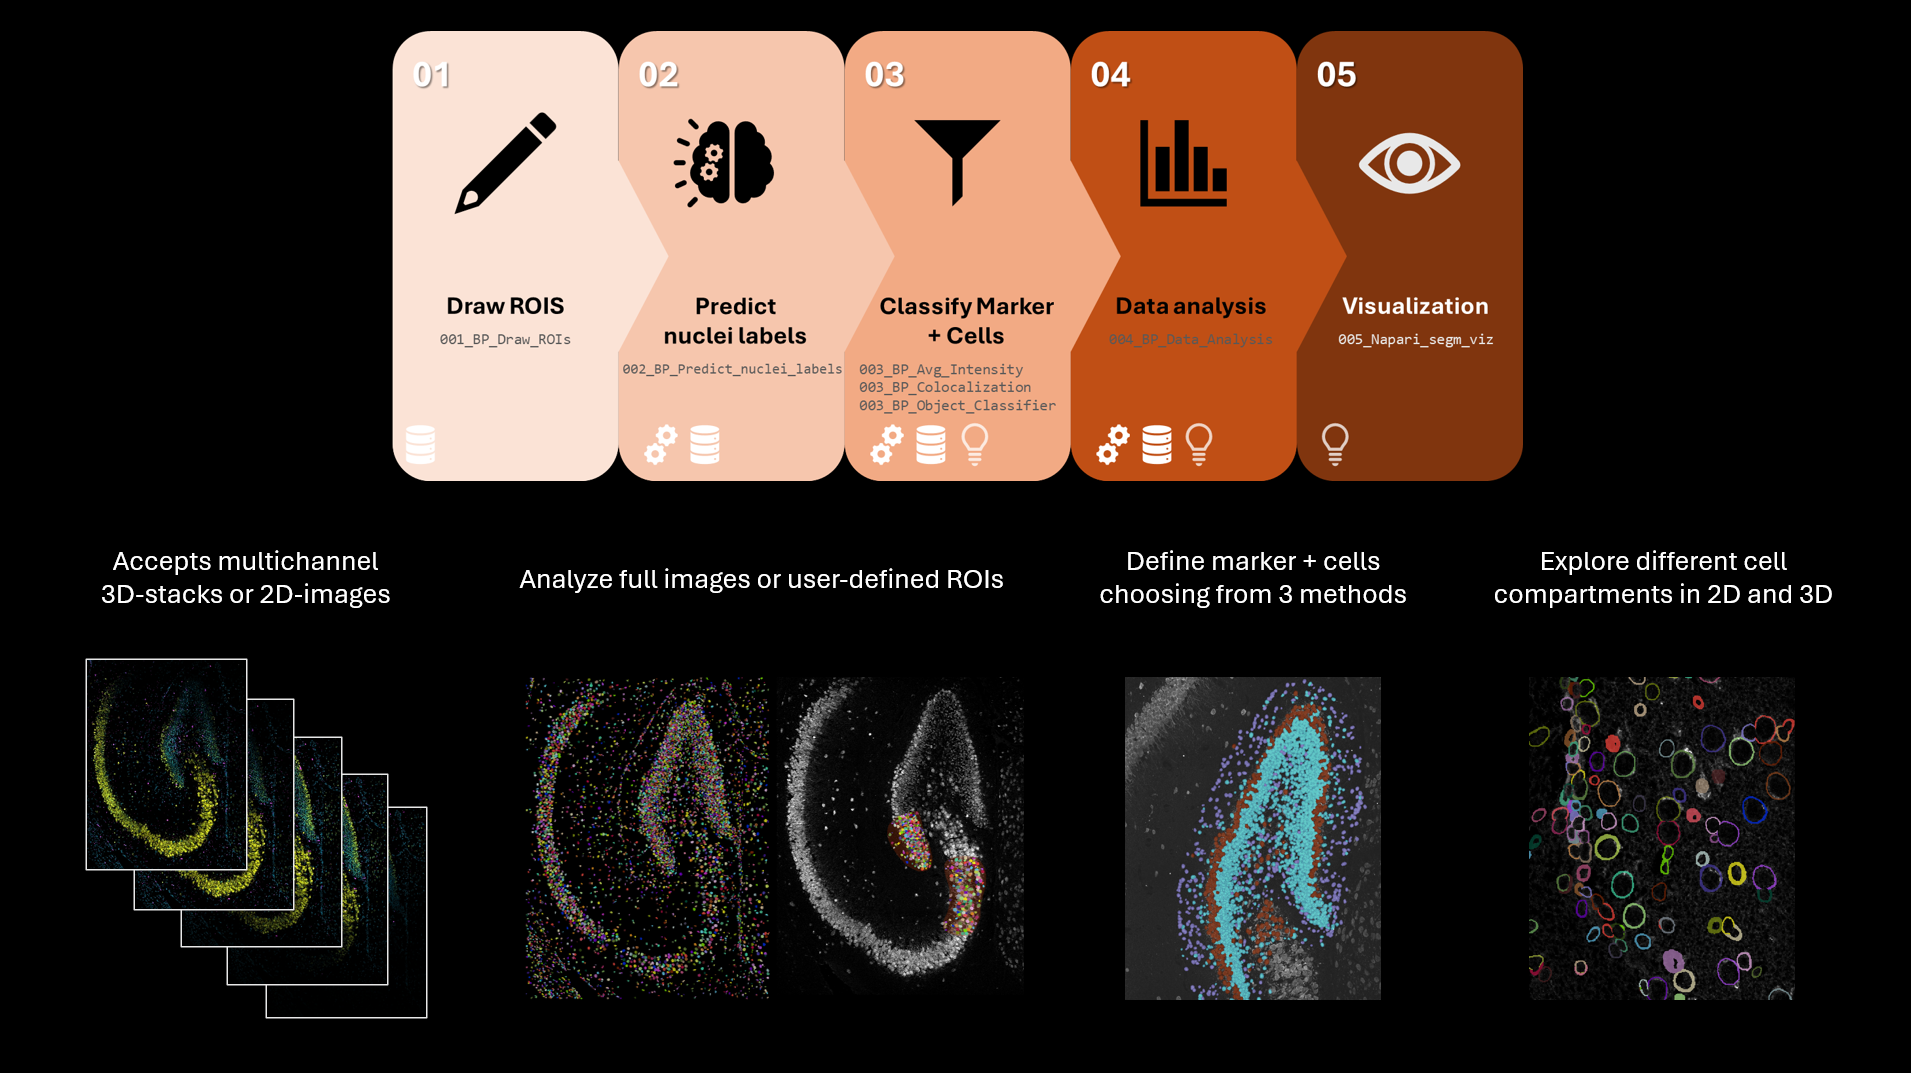 01
Draw ROIS
001_BP_Draw_ROIs
02
Predict
nuclei labels
002_BP_Predict_nuclei_labels
03
Classify Marker
+ Cells
003_BP_Avg_Intensity
003_BP_Colocalization
003_BP_Object_Classifier
04
Data analysis
004_BP_Data_Analysis
05
Visualization
005_Napari_segm_viz
Accepts multichannel
3D-stacks or 2D-images
Analyze full images or user-defined ROIs
Define marker + cells
choosing from 3 methods
Explore different cell
compartments in 2D and 3D